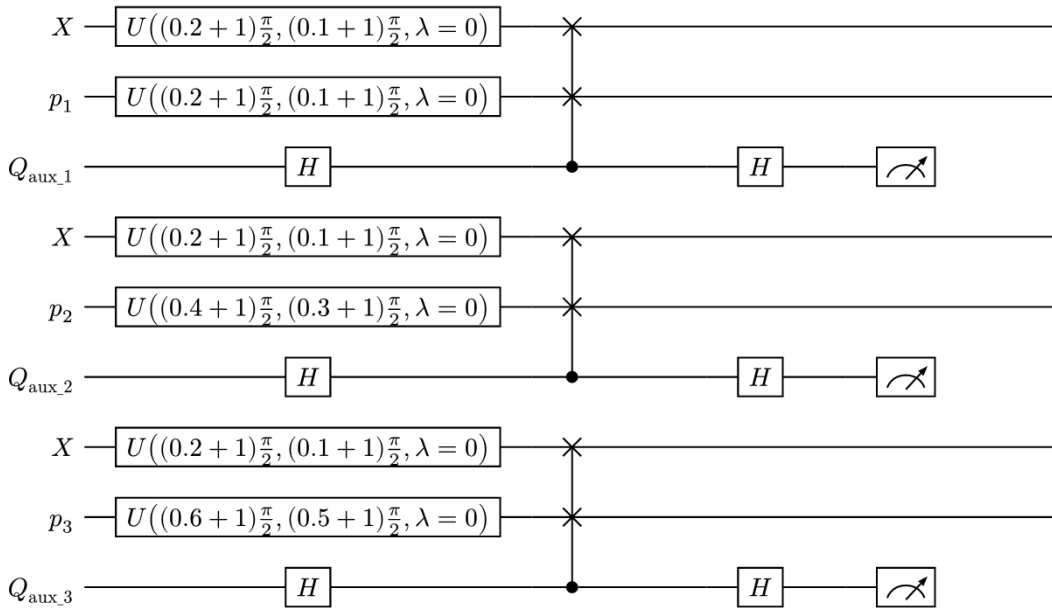 X U((0.2 + 1)π/2, (0.1 + 1)π/2, λ = 0)
p₁ U((0.2 + 1)π/2, (0.1 + 1)π/2, λ = 0)
Q_aux_1 H H
X U((0.2 + 1)π/2, (0.1 + 1)π/2, λ = 0)
p₂ U((0.4 + 1)π/2, (0.3 + 1)π/2, λ = 0)
Q_aux_2 H H
X U((0.2 + 1)π/2, (0.1 + 1)π/2, λ = 0)
p₃ U((0.6 + 1)π/2, (0.5 + 1)π/2, λ = 0)
Q_aux_3 H H